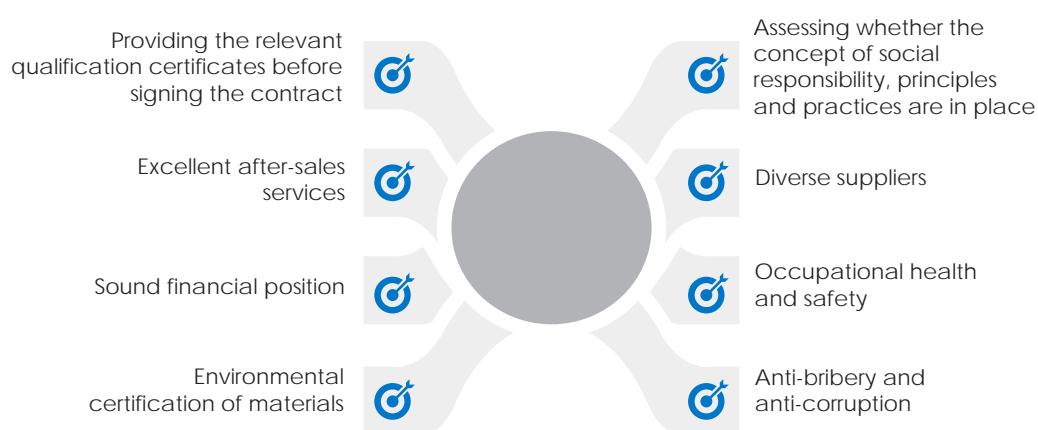 Providing the relevant
qualification certificates before
signing the contract
Excellent after-sales
services
Sound financial position
Environmental
certification of materials
Assessing whether the
concept of social
responsibility, principles
and practices are in place
Diverse suppliers
Occupational health
and safety
Anti-bribery and
anti-corruption